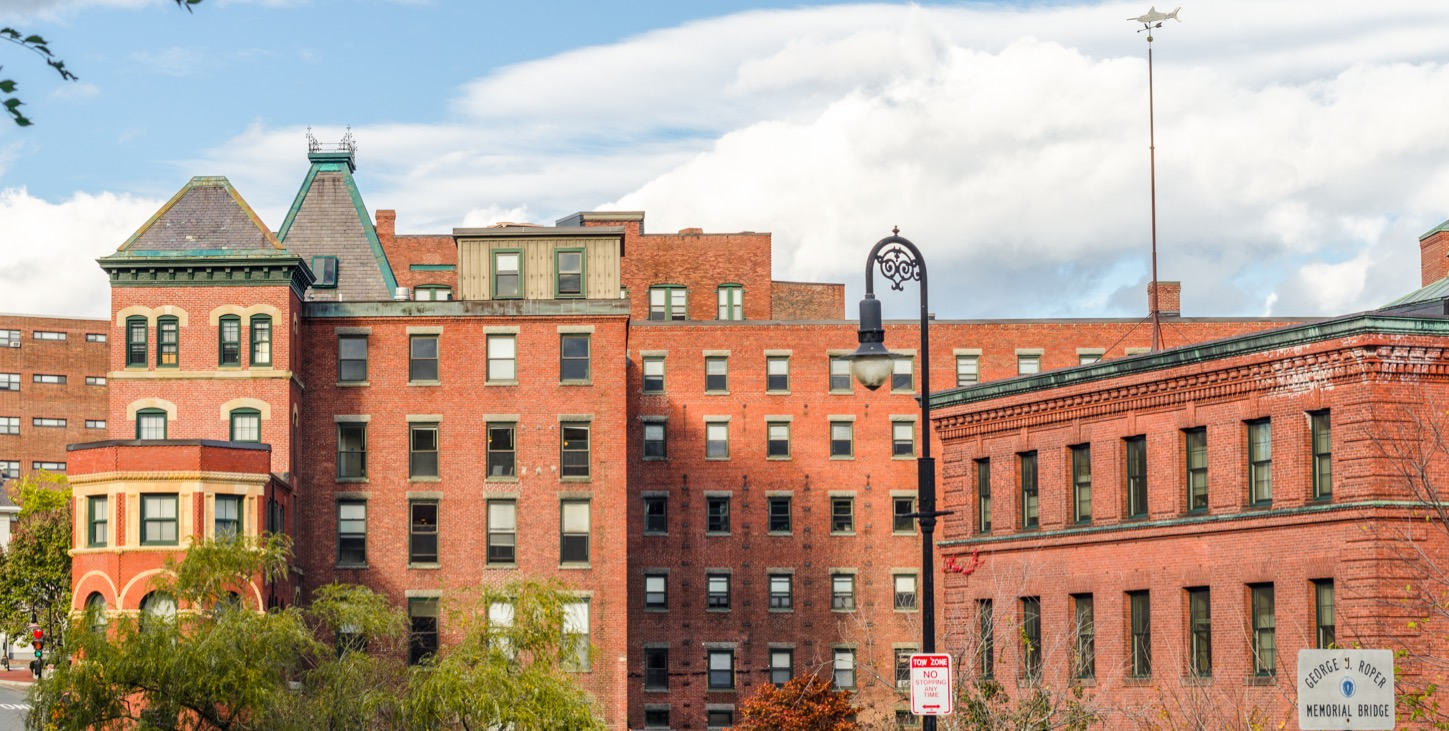 TOW ZONE
NO
STOPPING
ANY
TIME
GEORGE J. ROPER
MEMORIAL BRIDGE